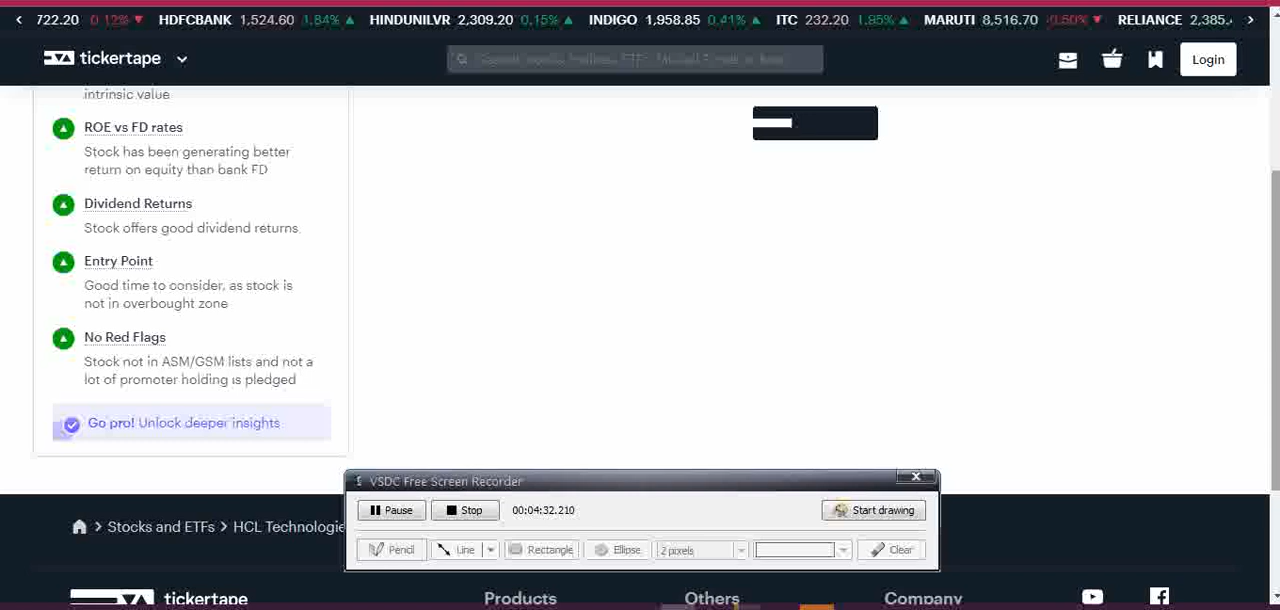 722.20 0.12% ▼ HDFCBANK 1,524.60 1.84% ▲ HINDUNILVR 2,309.20 0.15% ▲ INDIGO 1,958.85 0.41% ▲ ITC 232.20 1.85% ▲ MARUTI 8,516.70 0.50% ▼ RELIANCE 2,385.
tickertape
Login
intrinsic value
ROE vs FD rates
Stock has been generating better
return on equity than bank FD
Dividend Returns
Stock offers good dividend returns
Entry Point
Good time to consider, as stock is
not in overbought zone
No Red Flags
Stock not in ASM/GSM lists and not a
lot of promoter holding is pledged
Go pro! Unlock deeper insights
VSDC Free Screen Recorder
Pause Stop 00:04:32.210 Start drawing
Pencil Line Rectangle Ellipse 2 pixels Clear
> Stocks and ETFs > HCL Technologie
tickertape Products Others Company